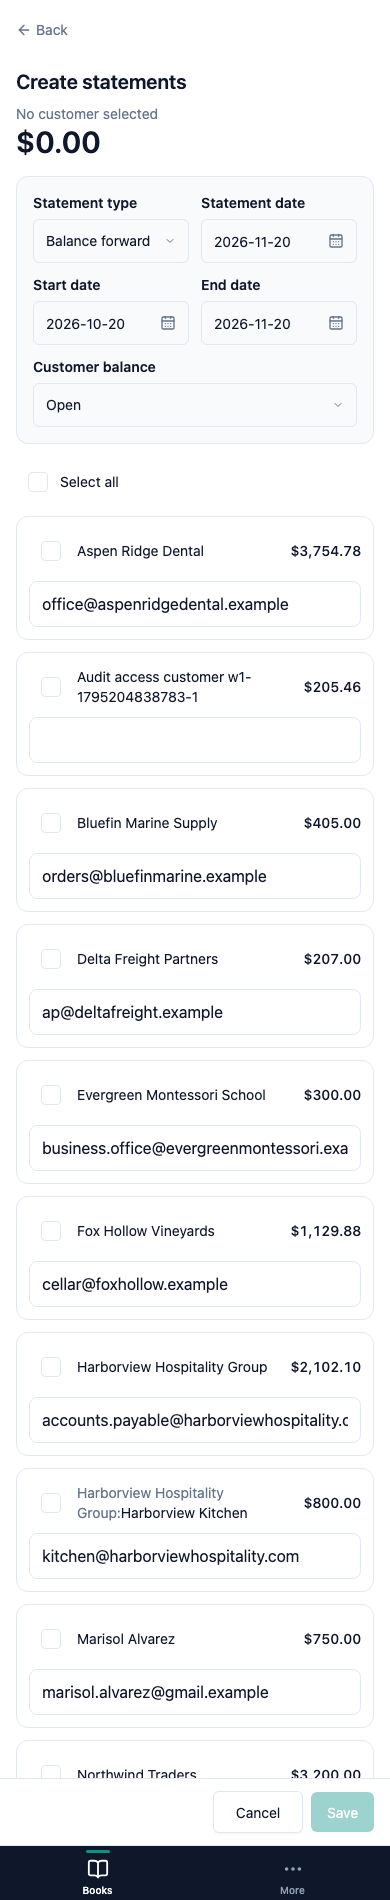 Back
Create statements
No customer selected
$0.00
Statement type
Statement date
Balance forward
2026-11-20
Start date
End date
2026-10-20
2026-11-20
Customer balance
Open
Select all
Aspen Ridge Dental
$3,754.78
office@aspenridgedental.example
Audit access customer w1-
1795204838783-1
$205.46
Bluefin Marine Supply
$405.00
orders@bluefinmarine.example
Delta Freight Partners
$207.00
ap@deltafreight.example
Evergreen Montessori School
$300.00
business.office@evergreenmontessori.exa
Fox Hollow Vineyards
$1,129.88
cellar@foxhollow.example
Harborview Hospitality Group
$2,102.10
accounts.payable@harborviewhospitality.c
Harborview Hospitality
Group:Harborview Kitchen
$800.00
kitchen@harborviewhospitality.com
Marisol Alvarez
$750.00
marisol.alvarez@gmail.example
Northwind Traders
$3,200.00
Cancel
Save
Books
More